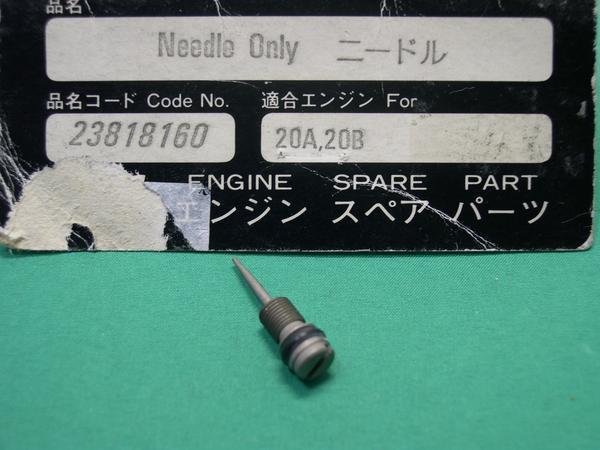 品名
Needle Only ニードル
品名コード Code No. 適合エンジン For
23818160 20A,20B
ENGINE SPARE PART
エンジン スペア パーツ